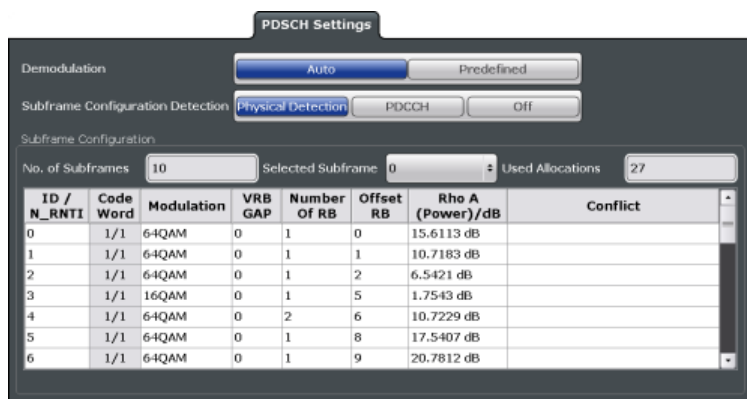 PDSCH Settings
Demodulation Auto Predefined
Subframe Configuration Detection Physical Detection PDCCH Off
Subframe Configuration
No. of Subframes 10 Selected Subframe 0 Used Allocations 27
ID / N_RNTI Code Word Modulation VRB GAP Number Of RB Offset RB Rho A (Power)/dB Conflict
0 1/1 64QAM 0 1 0 15.6113 dB
1 1/1 64QAM 0 1 1 10.7183 dB
2 1/1 64QAM 0 1 2 6.5421 dB
3 1/1 16QAM 0 1 5 1.7543 dB
4 1/1 64QAM 0 2 6 10.7229 dB
5 1/1 64QAM 0 1 8 17.5407 dB
6 1/1 64QAM 0 1 9 20.7812 dB